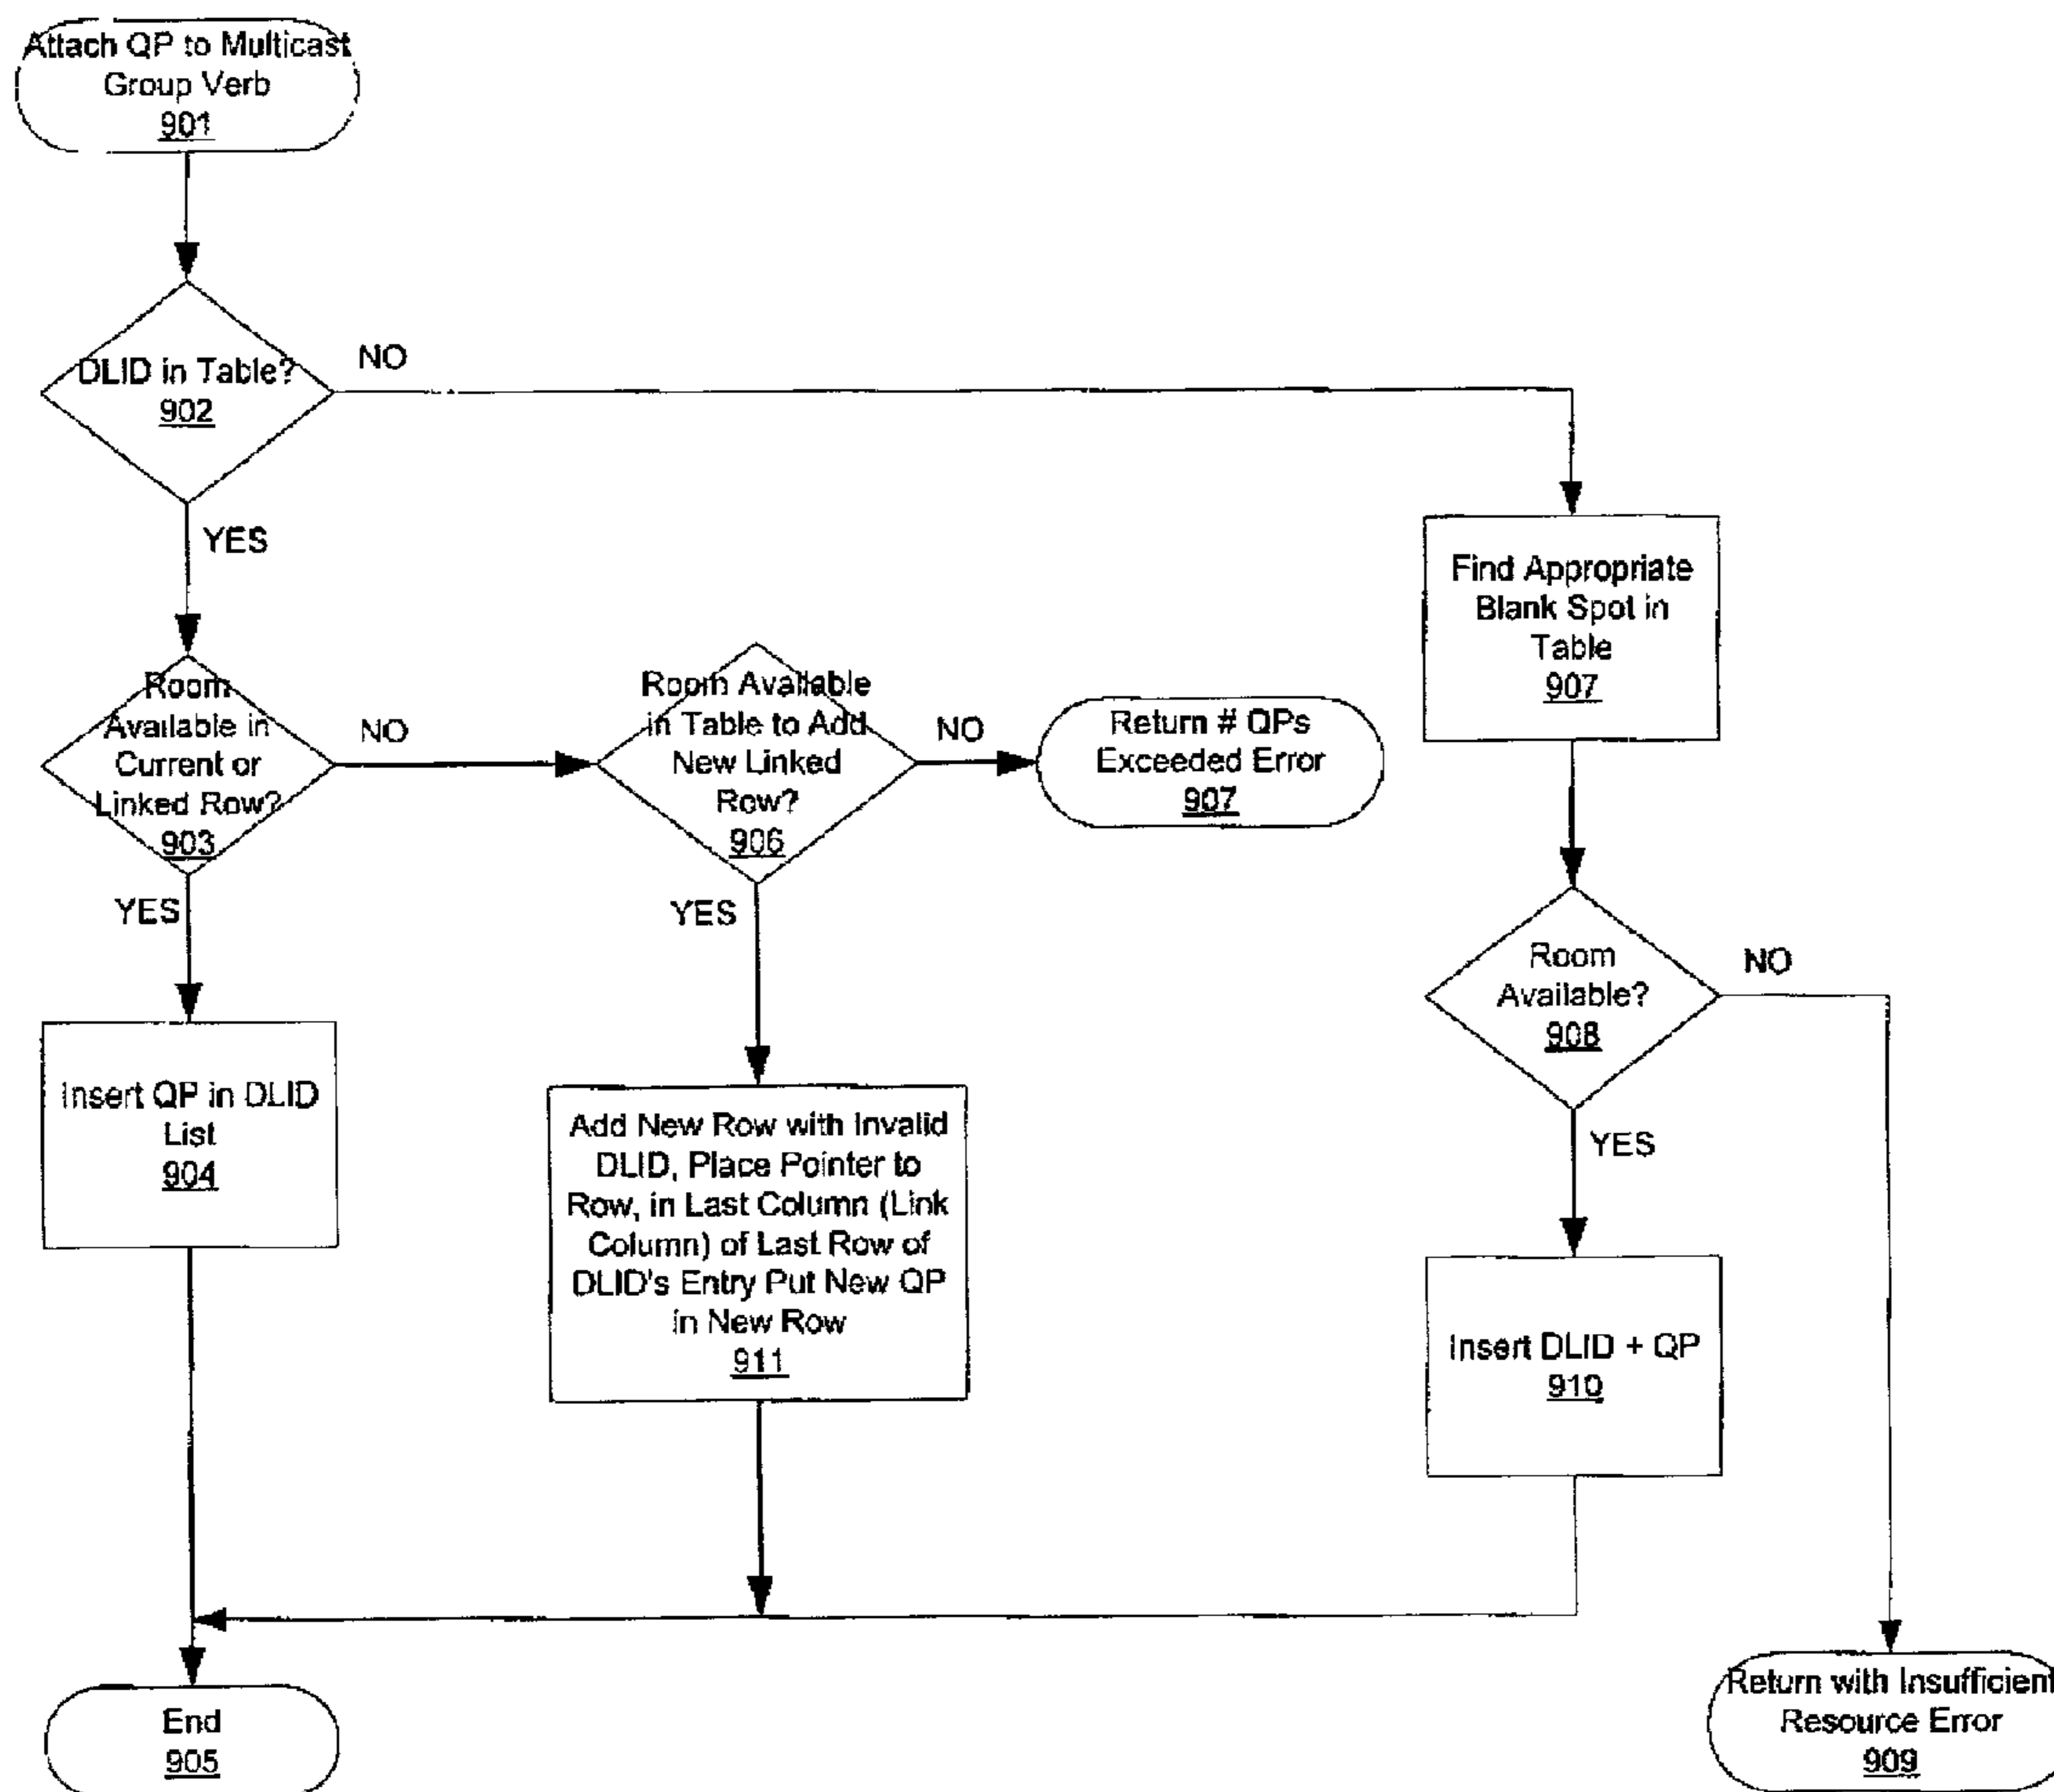 Attach QP to Multicast
Group Verb
901
DLID in Table?
902
NO
YES
Find Appropriate
Blank Spot in
Table
907
Room
Available in
Current or
Linked Row?
903
NO
YES
Room Available
in Table to Add
New Linked
Row?
906
NO
YES
Return # QPs
Exceeded Error
907
Room
Available?
908
NO
YES
Insert QP in DLID
List
904
Add New Row with Invalid
DLID, Place Pointer to
Row, in Last Column (Link
Column) of Last Row of
DLID's Entry Put New QP
in New Row
911
Insert DLID + QP
910
End
905
Return with Insufficient
Resource Error
909